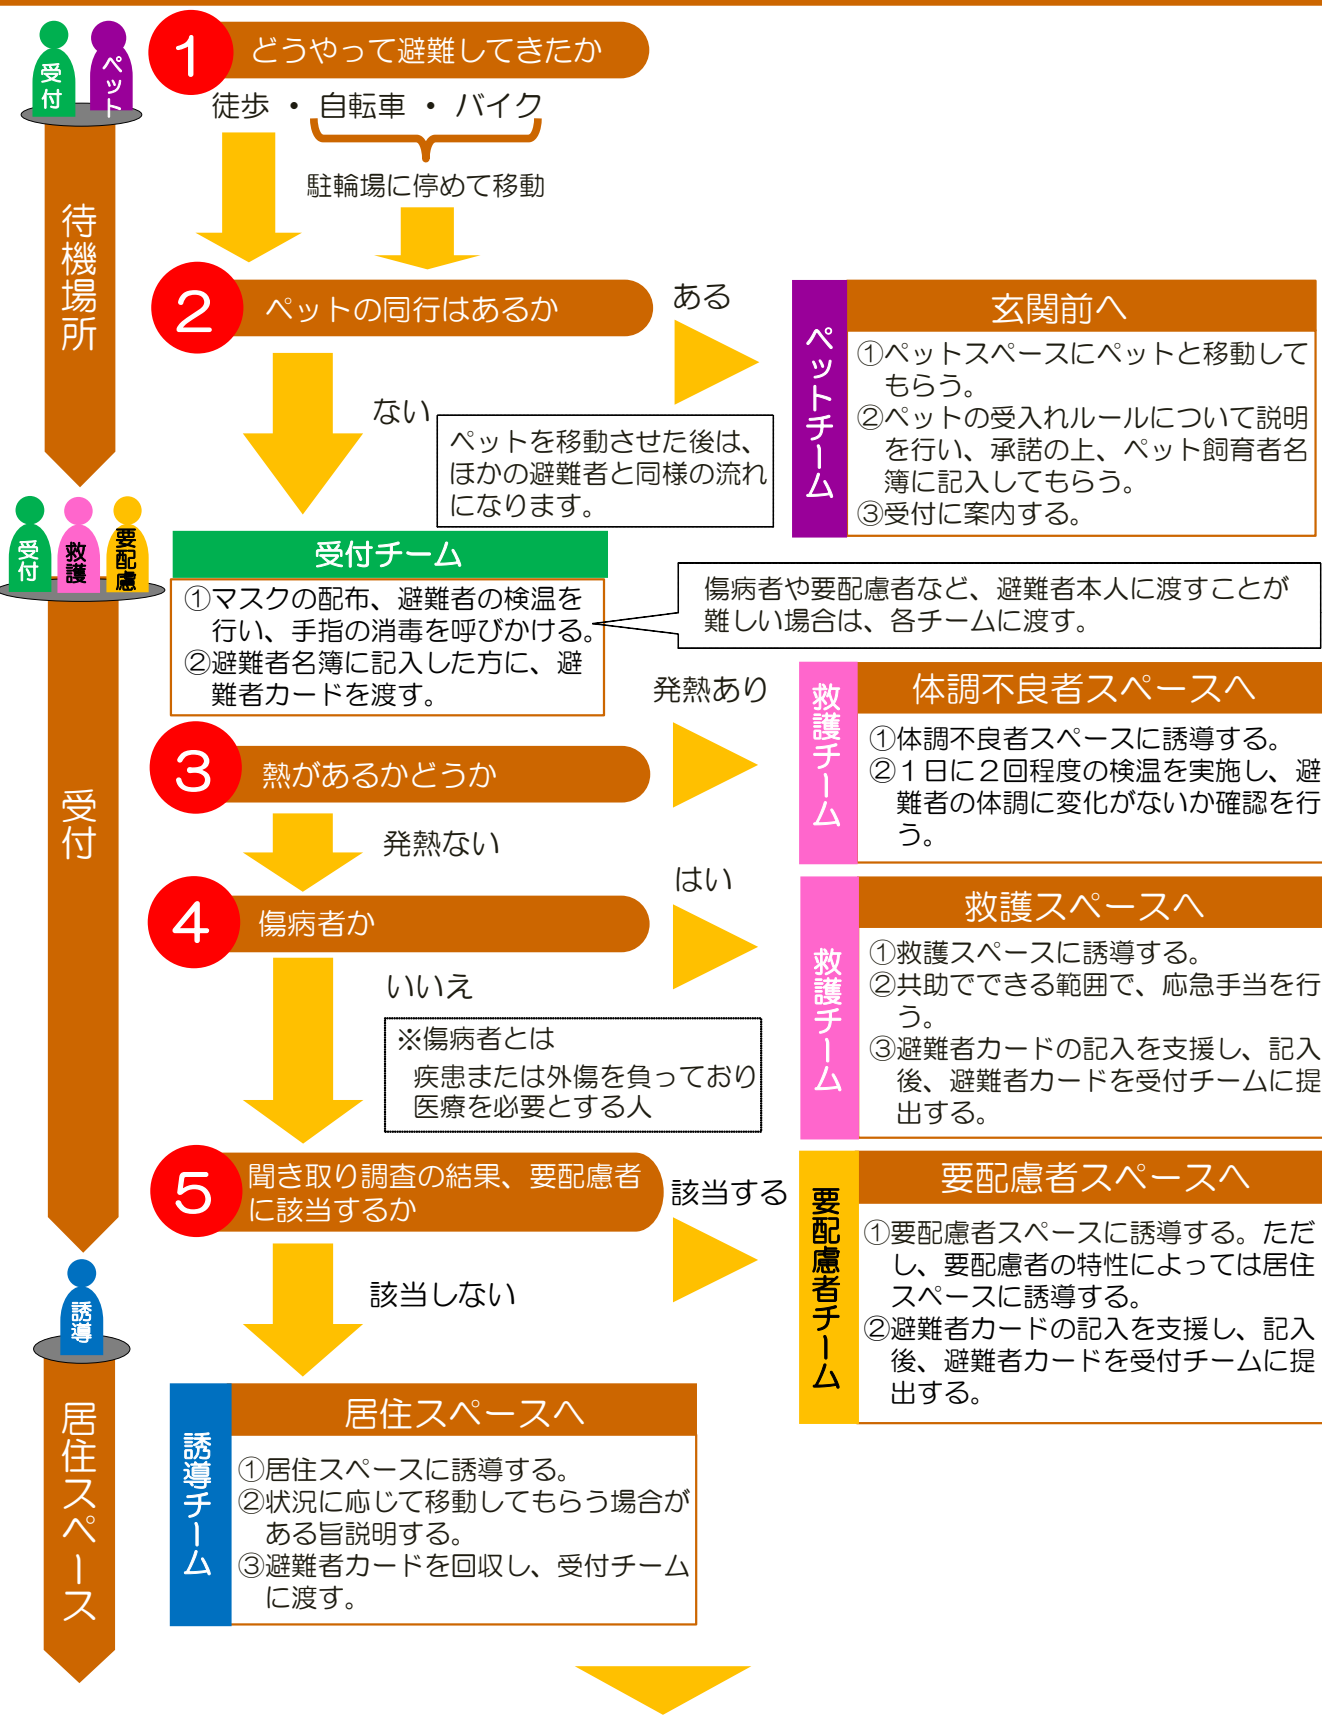 受付
ペット
1
どうやって避難してきたか
徒歩 ・ 自転車 ・ バイク
駐輪場に停めて移動
待機場所
2
ペットの同行はあるか
ある
ない
ペットを移動させた後は、
ほかの避難者と同様の流れ
になります。
ペットチーム
玄関前へ
①ペットスペースにペットと移動して
もらう。
②ペットの受入れルールについて説明
を行い、承諾の上、ペット飼育者名
簿に記入してもらう。
③受付に案内する。
受付
救護
要配慮
受付チーム
①マスクの配布、避難者の検温を
行い、手指の消毒を呼びかける。
②避難者名簿に記入した方に、避
難者カードを渡す。
傷病者や要配慮者など、避難者本人に渡すことが
難しい場合は、各チームに渡す。
受付
3
熱があるかどうか
発熱あり
発熱ない
救護チーム
体調不良者スペースへ
①体調不良者スペースに誘導する。
②1日に2回程度の検温を実施し、避
難者の体調に変化がないか確認を行
う。
4
傷病者か
はい
いいえ
※傷病者とは
疾患または外傷を負っており
医療を必要とする人
救護チーム
救護スペースへ
①救護スペースに誘導する。
②共助でできる範囲で、応急手当を行
う。
③避難者カードの記入を支援し、記入
後、避難者カードを受付チームに提
出する。
5
聞き取り調査の結果、要配慮者
に該当するか
該当する
該当しない
要配慮者チーム
要配慮者スペースへ
①要配慮者スペースに誘導する。ただ
し、要配慮者の特性によっては居住
スペースに誘導する。
②避難者カードの記入を支援し、記入
後、避難者カードを受付チームに提
出する。
誘導
居住スペース
誘導チーム
居住スペースへ
①居住スペースに誘導する。
②状況に応じて移動してもらう場合が
ある旨説明する。
③避難者カードを回収し、受付チーム
に渡す。